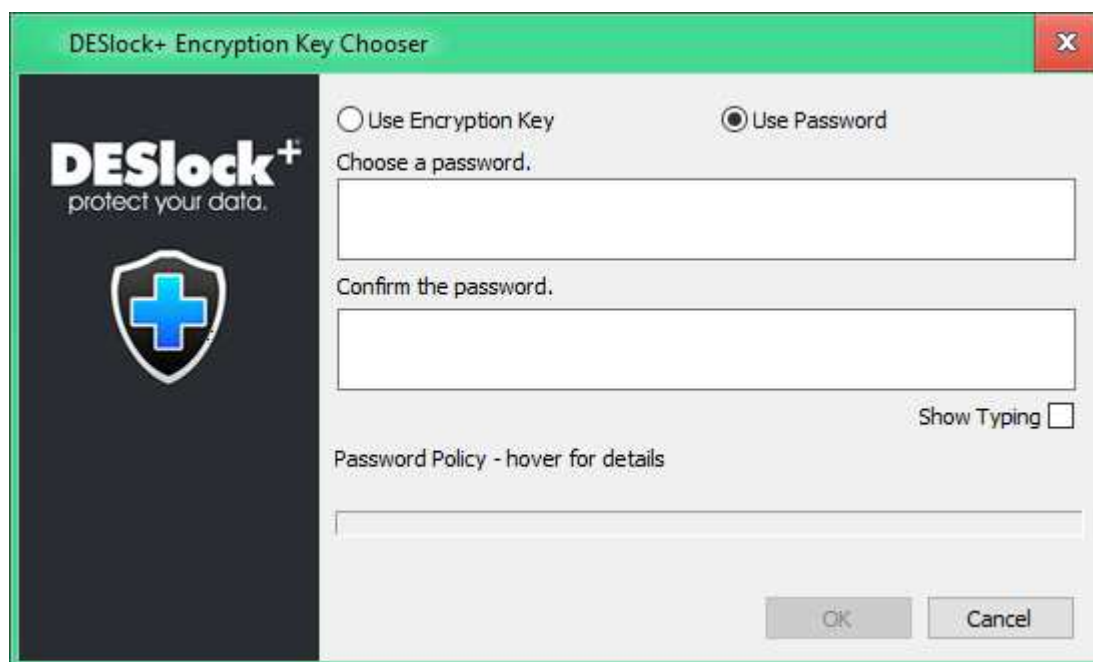 DESlock+ Encryption Key Chooser
x
DESlock+
protect your data.
Use Encryption Key
Use Password
Choose a password.
Confirm the password.
Show Typing
Password Policy - hover for details
OK
Cancel